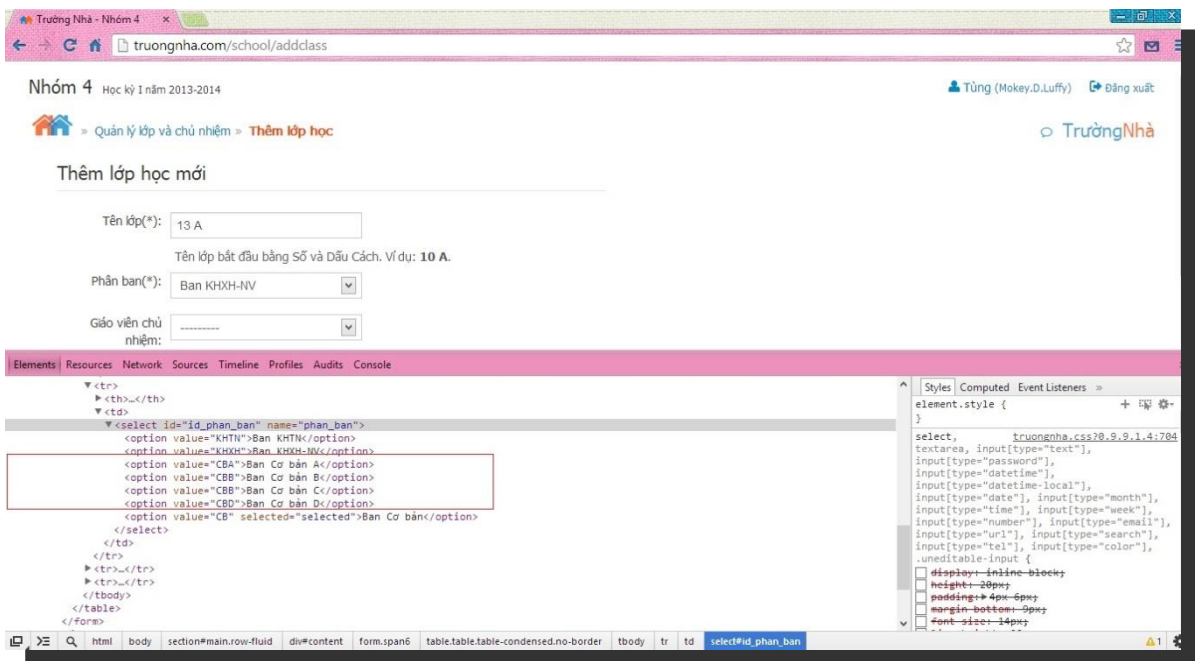 Trường Nhà - Nhóm 4 ×
truongnha.com/school/addclass
Nhóm 4 Học kỳ I năm 2013-2014
Tùng (Mokey.D.Luffy) Đăng xuất
» Quản lý lớp và chủ nhiệm » Thêm lớp học
TrườngNhà
Thêm lớp học mới
Tên lớp(*): 13 A
Tên lớp bắt đầu bằng Số và Dấu Cách. Ví dụ: 10 A.
Phân ban(*): Ban KHXH-NV
Giáo viên chủ nhiệm: ---------
Elements Resources Network Sources Timeline Profiles Audits Console
▼<tr>
▶<th>…</th>
▼<td>
▼<select id="id_phan_ban" name="phan_ban">
<option value="KHTN">Ban KHTN</option>
<option value="KHXH">Ban KHXH-NV</option>
<option value="CBA">Ban Cơ bản A</option>
<option value="CBB">Ban Cơ bản B</option>
<option value="CBB">Ban Cơ bản C</option>
<option value="CBD">Ban Cơ bản D</option>
<option value="CB" selected="selected">Ban Cơ bản</option>
</select>
</td>
</tr>
▶<tr>…</tr>
▶<tr>…</tr>
</tbody>
</table>
</form>
Styles Computed Event Listeners »
element.style {
}
select, truongnha.css?0.9.9.1.4:704
textarea, input[type="text"],
input[type="password"],
input[type="datetime"],
input[type="datetime-local"],
input[type="date"], input[type="month"],
input[type="time"], input[type="week"],
input[type="number"], input[type="email"],
input[type="url"], input[type="search"],
input[type="tel"], input[type="color"],
.uneditable-input {
display: inline-block;
height: 20px;
padding:▶4px 6px;
margin-bottom: 9px;
font-size: 14px;
html body section#main.row-fluid div#content form.span6 table.table.table-condensed.no-border tbody tr td select#id_phan_ban
1